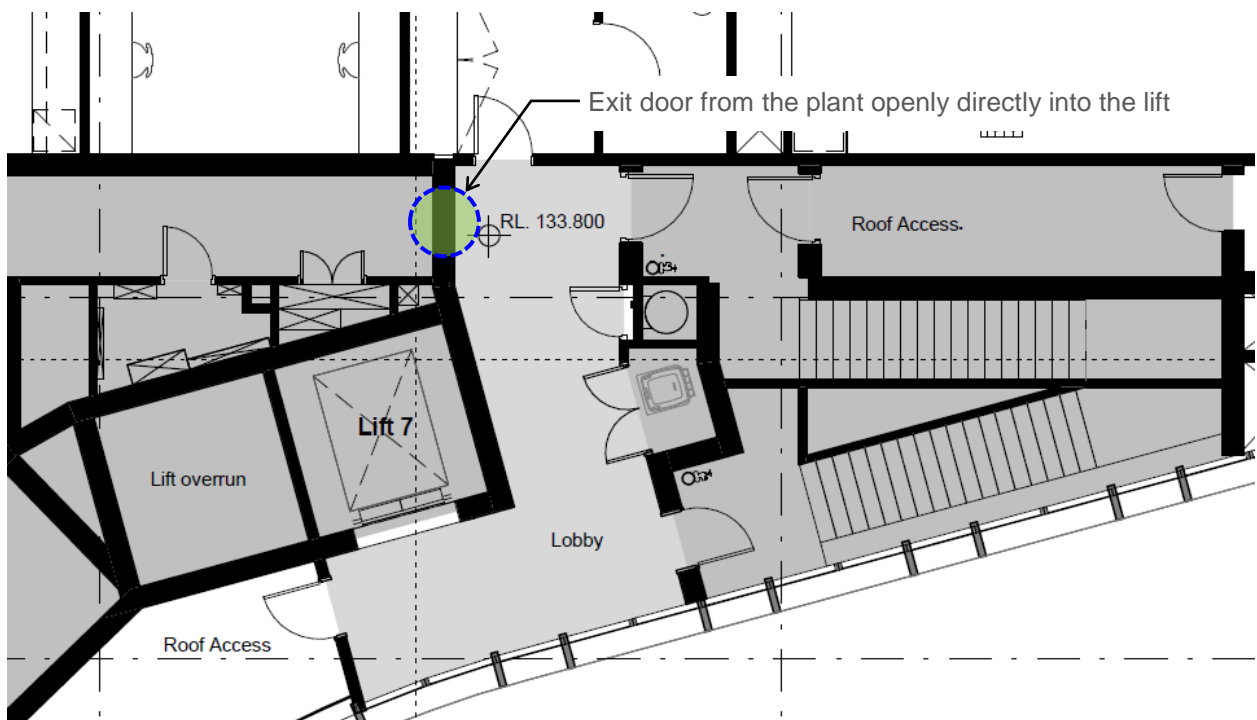 Exit door from the plant openly directly into the lift
RL. 133.800
Roof Access.
Lift 7
Lift overrun
Lobby
Roof Access